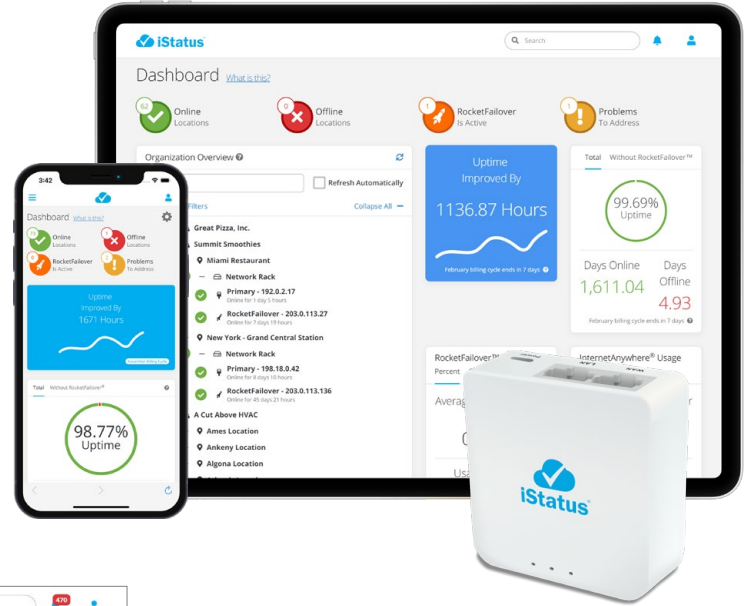 iStatus
Search
Dashboard What is this?
62
Online
Locations
0
Offline
Locations
1
RocketFailover
Is Active
1
Problems
To Address
Organization Overview
Refresh Automatically
Filters
Collapse All
Great Pizza, Inc.
Summit Smoothies
Miami Restaurant
Network Rack
Primary - 192.0.2.17
Online for 1 day 5 hours
RocketFailover - 203.0.113.27
Online for 7 days 19 hours
New York - Grand Central Station
Network Rack
Primary - 198.18.0.42
Online for 8 days 10 hours
RocketFailover - 203.0.113.136
Online for 45 days 21 hours
A Cut Above HVAC
Ames Location
Ankeny Location
Algona Location
Uptime
Improved By
1136.87 Hours
February billing cycle ends in 7 days
Total Without RocketFailover™
99.69%
Uptime
Days Online
1,611.04
Days
Offline
4.93
February billing cycle ends in 7 days
RocketFailover™
Percent
InternetAnywhere® Usage
3:42
Dashboard What is this?
Online
Locations
Offline
Locations
RocketFailover
Is Active
Problems
To Address
Uptime
Improved By
1671 Hours
Total Without RocketFailover™
98.77%
Uptime
LAN
WAN
iStatus
470